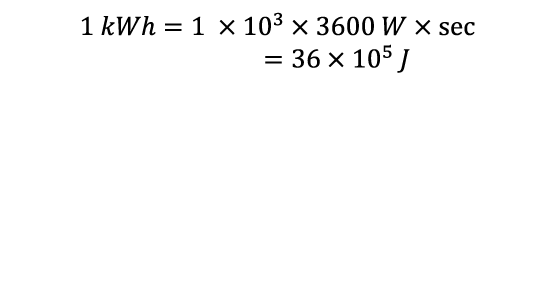 1 kWh = 1 × 10³ × 3600 W × sec
= 36 × 10⁵ J